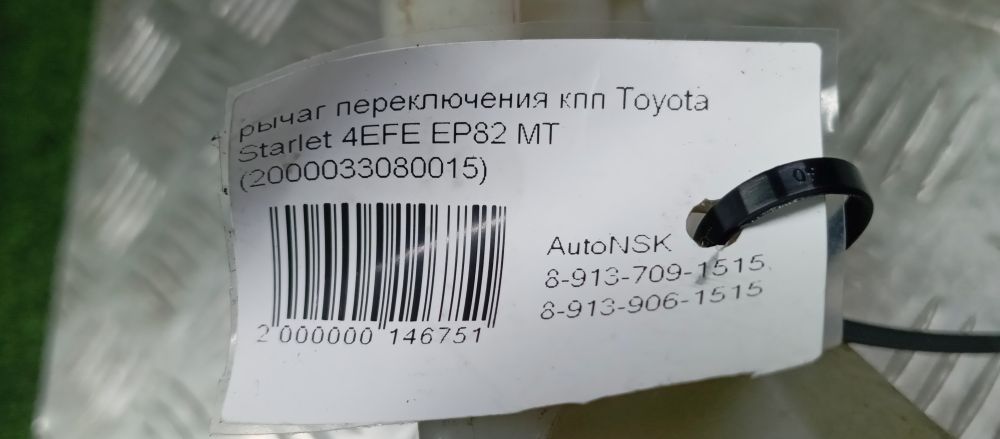 рычаг переключения кпп Toyota
Starlet 4EFE EP82 MT
(2000033080015)
AutoNSK
8-913-709-1515
8-913-906-1515
2 000000 146751